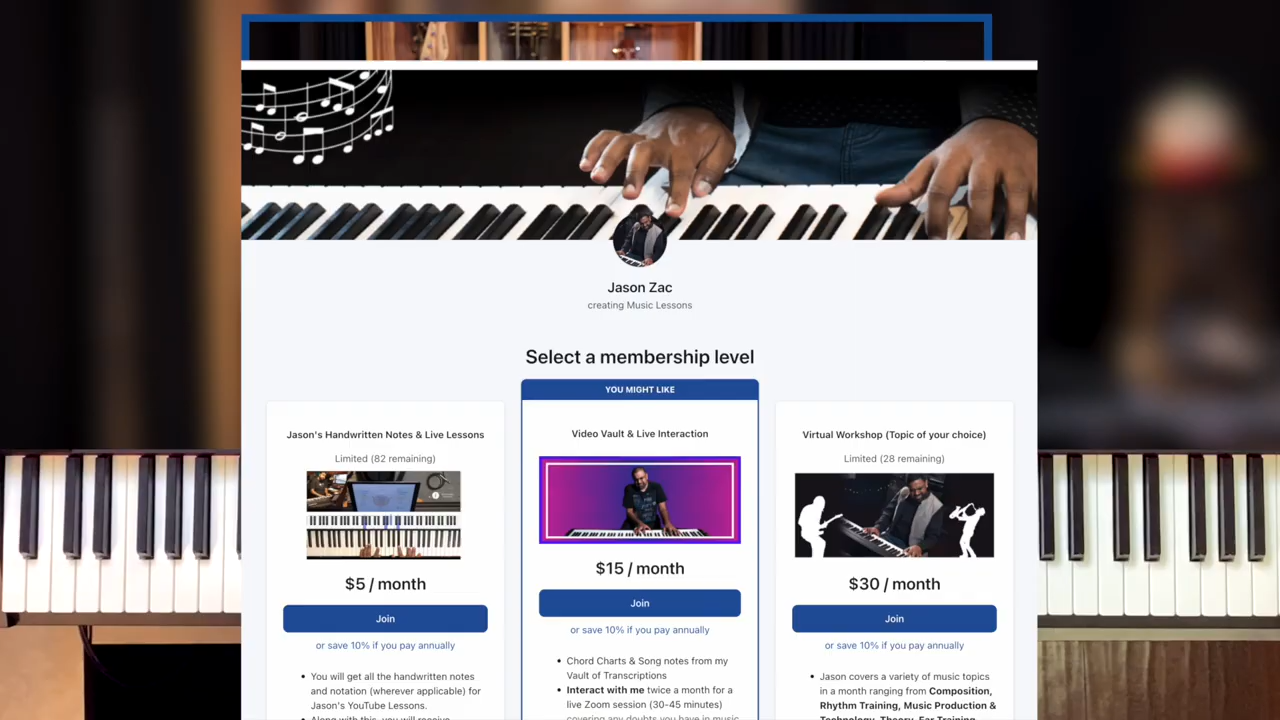 Jason Zac
creating Music Lessons
Select a membership level
YOU MIGHT LIKE
Jason's Handwritten Notes & Live Lessons
Limited (82 remaining)
$5 / month
Join
or save 10% if you pay annually
• You will get all the handwritten notes
and notation (wherever applicable) for
Jason's YouTube Lessons.
• Along with this, you will receive
Video Vault & Live Interaction
$15 / month
Join
or save 10% if you pay annually
• Chord Charts & Song notes from my
Vault of Transcriptions
• Interact with me twice a month for a
live Zoom session (30-45 minutes)
covering any doubts you have in music
Virtual Workshop (Topic of your choice)
Limited (28 remaining)
$30 / month
Join
or save 10% if you pay annually
• Jason covers a variety of music topics
in a month ranging from Composition,
Rhythm Training, Music Production &
Technology, Theory, Ear Training